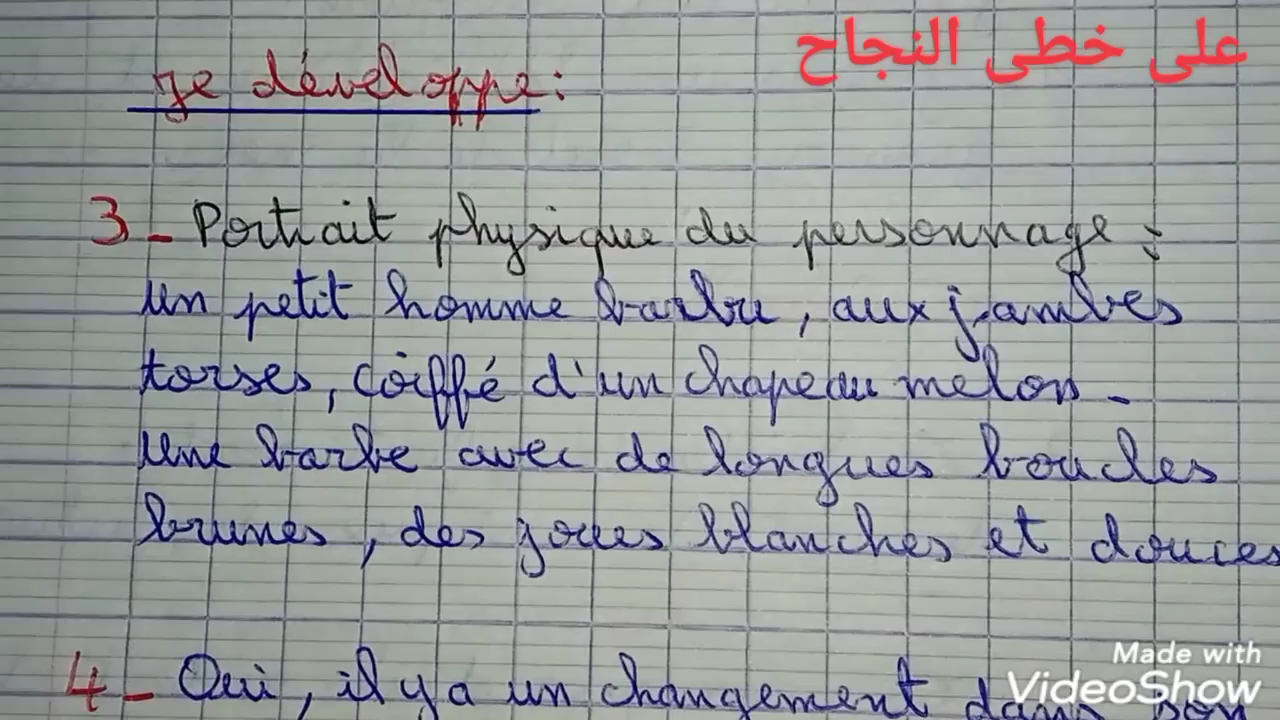 على خطى النجاح
Je développe :
3 - Portrait physique du personnage :
un petit homme barbu, aux jambes
torses, coiffé d'un chapeau melon -
une barbe avec de longues boucles
brunes, des joues blanches et douces
4 - Oui, il y a un changement dans son
Made with
VideoShow